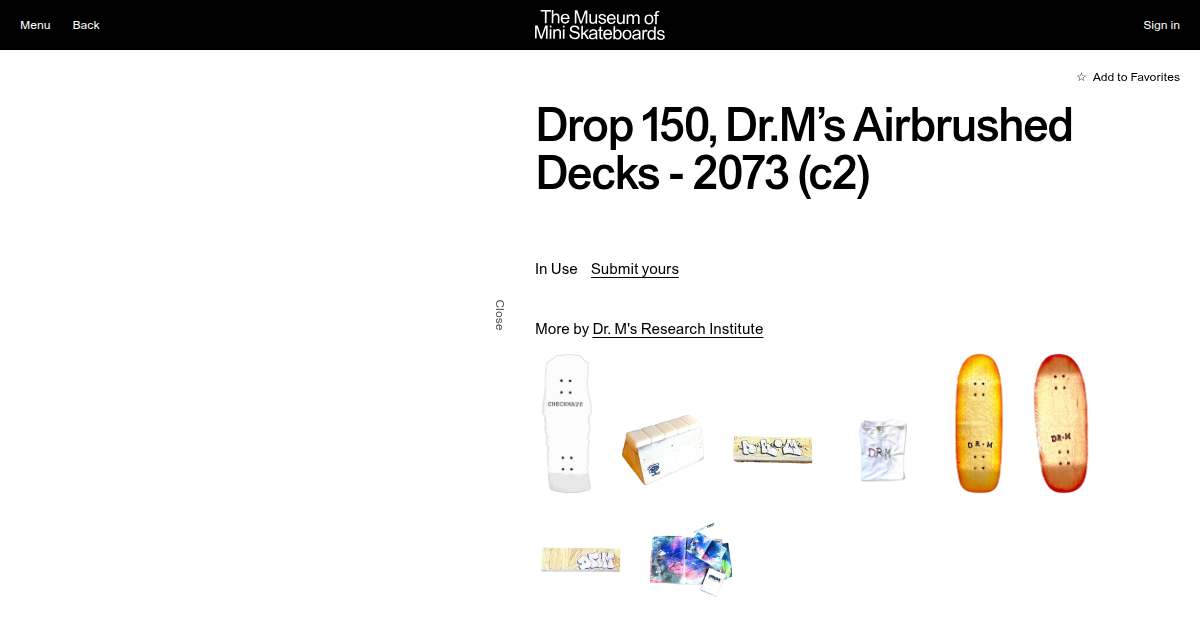 Menu
Back
The Museum of
Mini Skateboards
Sign in
☆ Add to Favorites
Drop 150, Dr.M’s Airbrushed
Decks - 2073 (c2)
In Use
Submit yours
Close
More by Dr. M's Research Institute
CHECKMATE
DR.M
DR.M
DR.M